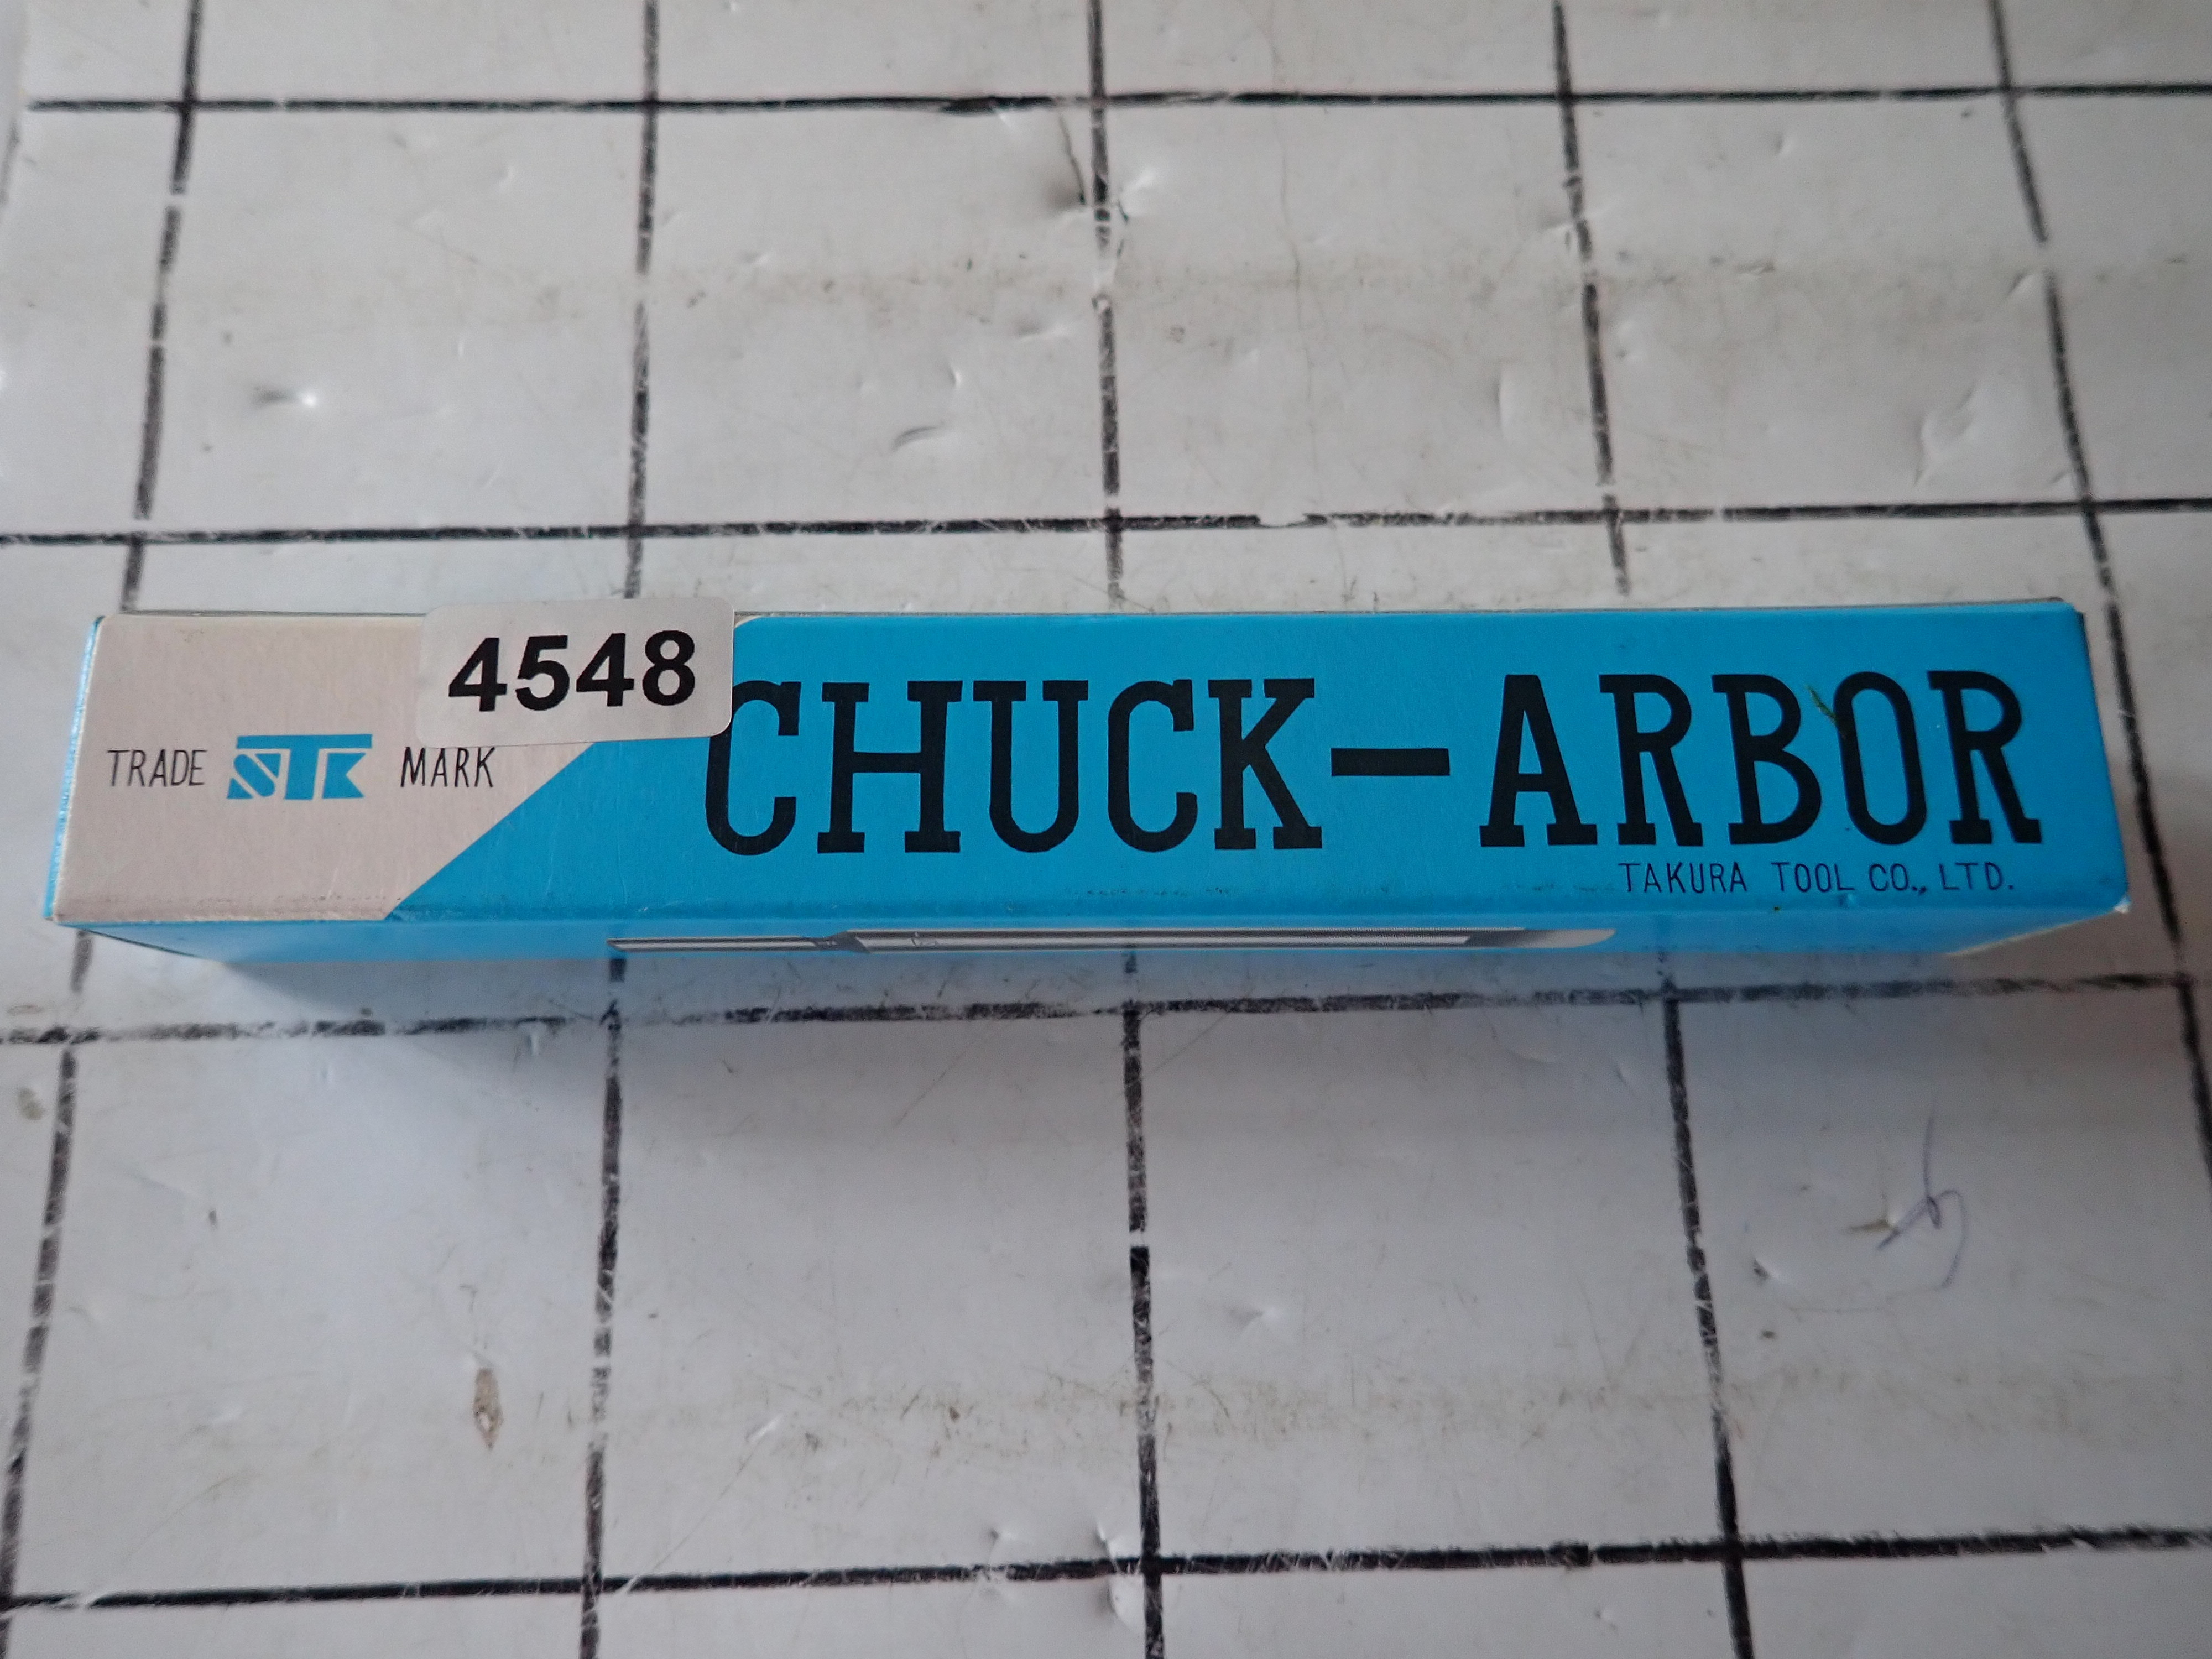 4548
TRADE STK MARK
CHUCK-ARBOR
TAKURA TOOL CO., LTD.